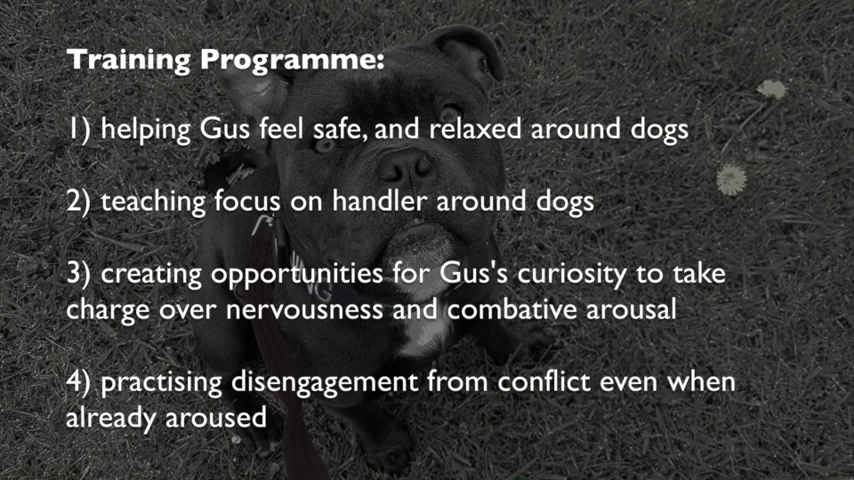 Training Programme:
1) helping Gus feel safe, and relaxed around dogs
2) teaching focus on handler around dogs
3) creating opportunities for Gus's curiosity to take
charge over nervousness and combative arousal
4) practising disengagement from conflict even when
already aroused